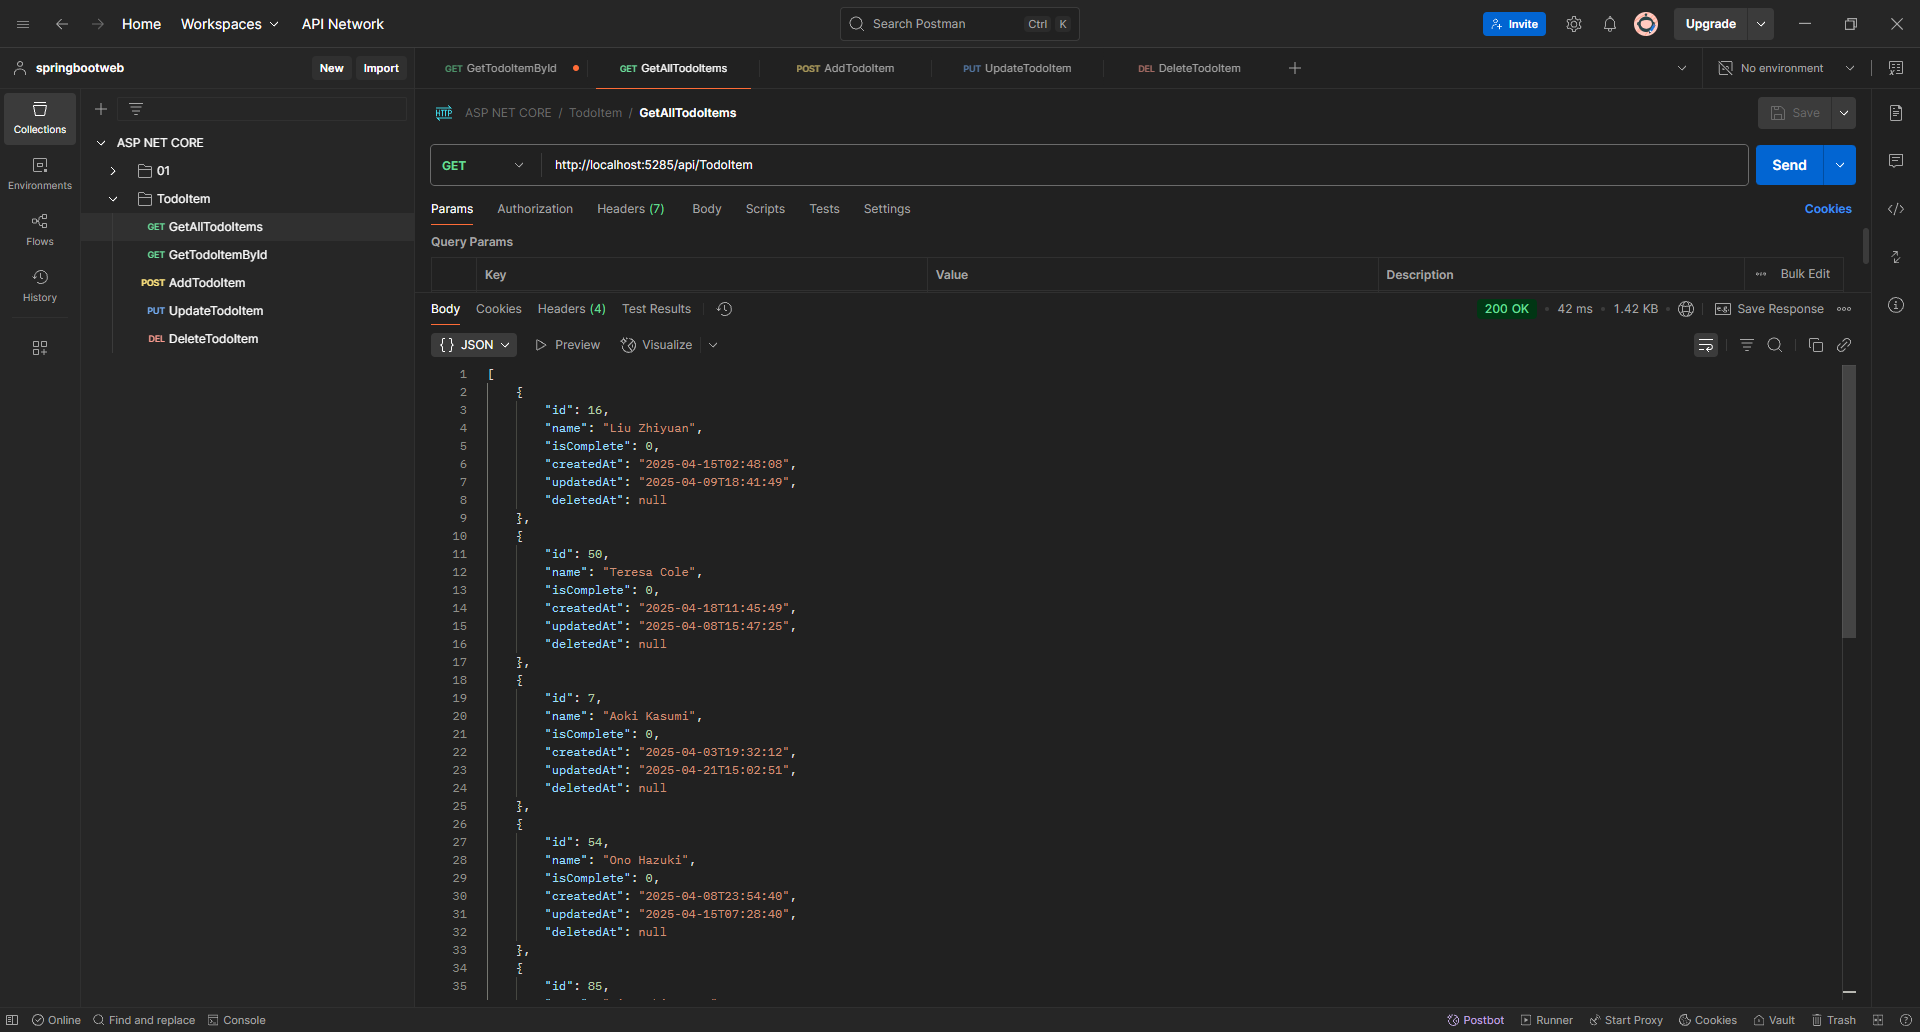 Home Workspaces API Network Search Postman Ctrl K Invite Upgrade
springbootweb New Import GET GetTodoItemById GET GetAllTodoItems POST AddTodoItem PUT UpdateTodoItem DEL DeleteTodoItem No environment
Collections
Environments
Flows
History
ASP NET CORE
01
TodoItem
GET GetAllTodoItems
GET GetTodoItemById
POST AddTodoItem
PUT UpdateTodoItem
DEL DeleteTodoItem
HTTP ASP NET CORE / TodoItem / GetAllTodoItems Save
GET http://localhost:5285/api/TodoItem Send
Params Authorization Headers (7) Body Scripts Tests Settings Cookies
Query Params
Key Value Description Bulk Edit
Body Cookies Headers (4) Test Results 200 OK 42 ms 1.42 KB Save Response
{} JSON Preview Visualize
1 [
2 {
3 "id": 16,
4 "name": "Liu Zhiyuan",
5 "isComplete": 0,
6 "createdAt": "2025-04-15T02:48:08",
7 "updatedAt": "2025-04-09T18:41:49",
8 "deletedAt": null
9 },
10 {
11 "id": 50,
12 "name": "Teresa Cole",
13 "isComplete": 0,
14 "createdAt": "2025-04-18T11:45:49",
15 "updatedAt": "2025-04-08T15:47:25",
16 "deletedAt": null
17 },
18 {
19 "id": 7,
20 "name": "Aoki Kasumi",
21 "isComplete": 0,
22 "createdAt": "2025-04-03T19:32:12",
23 "updatedAt": "2025-04-21T15:02:51",
24 "deletedAt": null
25 },
26 {
27 "id": 54,
28 "name": "Ono Hazuki",
29 "isComplete": 0,
30 "createdAt": "2025-04-08T23:54:40",
31 "updatedAt": "2025-04-15T07:28:40",
32 "deletedAt": null
33 },
34 {
35 "id": 85,
Online Find and replace Console Postbot Runner Start Proxy Cookies Vault Trash